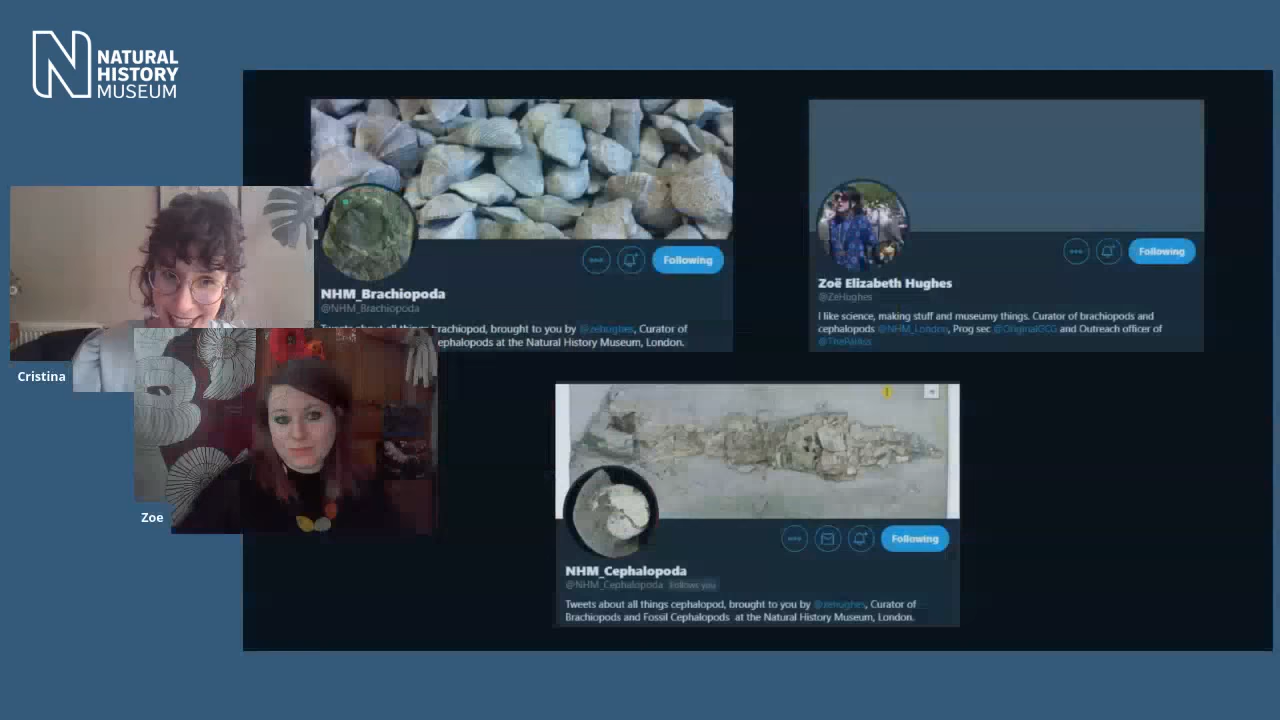 NATURAL
HISTORY
MUSEUM
Following
NHM_Brachiopoda
@NHM_Brachiopoda
Tweets about all things brachiopod, brought to you by @zehughes, Curator of
ephalopods at the Natural History Museum, London.
Following
Zoë Elizabeth Hughes
@ZeHughes
I like science, making stuff and museumy things. Curator of brachiopods and
cephalopods @NHM_London, Prog sec @OriginalGCG and Outreach officer of
@ThePalAss
Cristina
Zoe
Following
NHM_Cephalopoda
@NHM_Cephalopoda Follows you
Tweets about all things cephalopod, brought to you by @zehughes, Curator of
Brachiopods and Fossil Cephalopods at the Natural History Museum, London.